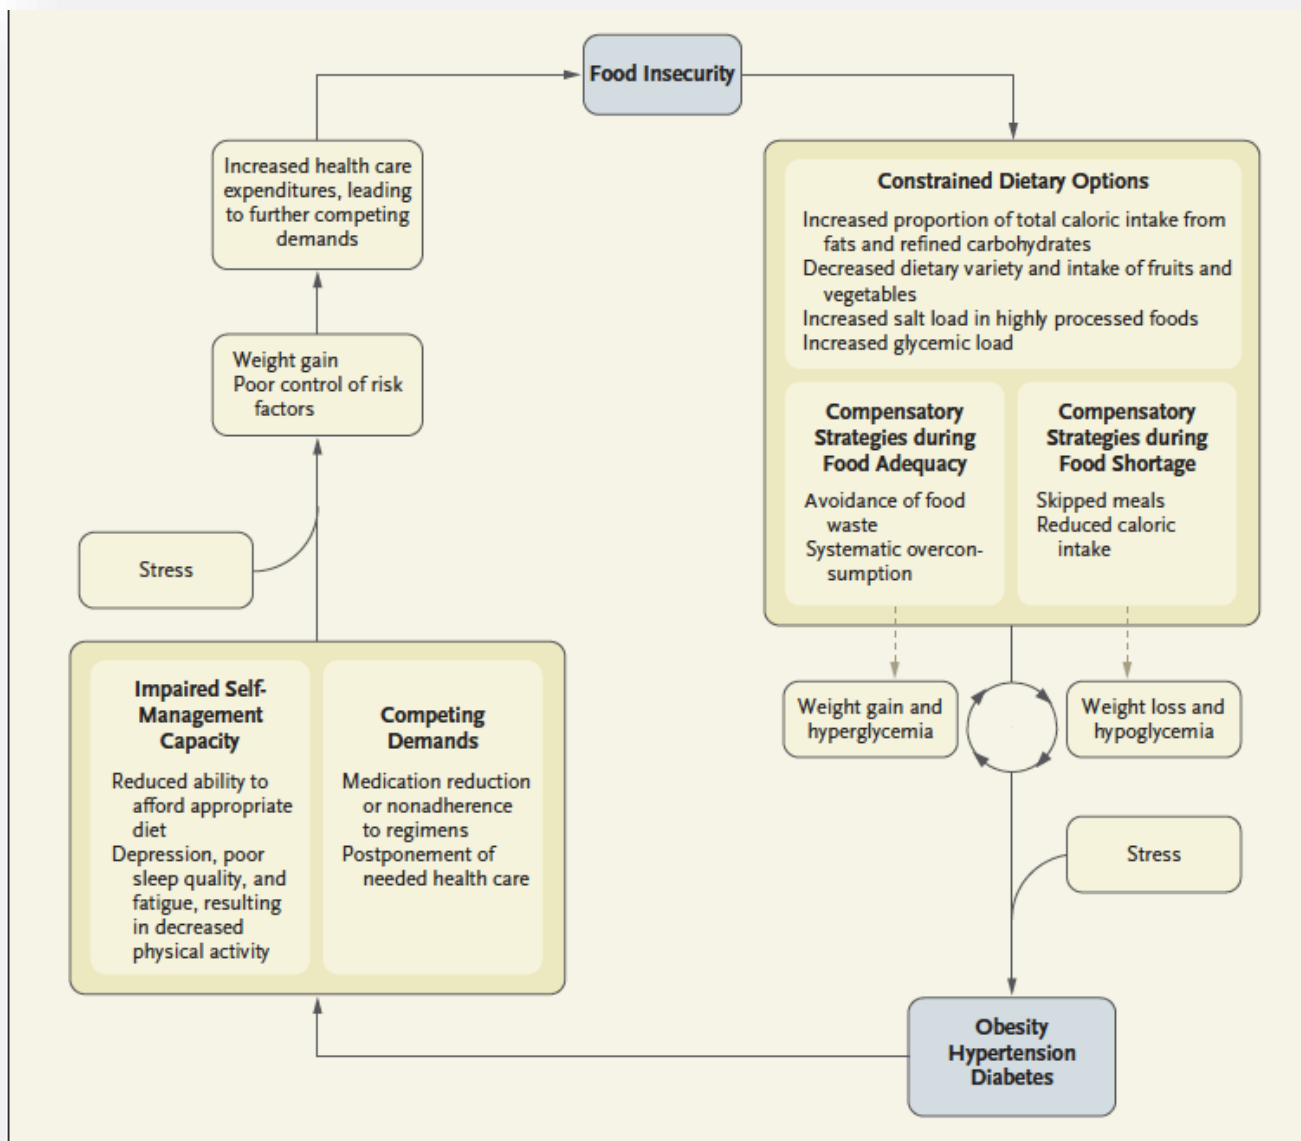 Food Insecurity
Increased health care
expenditures, leading
to further competing
demands
Constrained Dietary Options
Increased proportion of total caloric intake from
fats and refined carbohydrates
Decreased dietary variety and intake of fruits and
vegetables
Increased salt load in highly processed foods
Increased glycemic load
Weight gain
Poor control of risk
factors
Compensatory
Strategies during
Food Adequacy
Avoidance of food
waste
Systematic overcon-
sumption
Compensatory
Strategies during
Food Shortage
Skipped meals
Reduced caloric
intake
Stress
Impaired Self-
Management
Capacity
Reduced ability to
afford appropriate
diet
Depression, poor
sleep quality, and
fatigue, resulting
in decreased
physical activity
Competing
Demands
Medication reduction
or nonadherence
to regimens
Postponement of
needed health care
Weight gain and
hyperglycemia
Weight loss and
hypoglycemia
Stress
Obesity
Hypertension
Diabetes